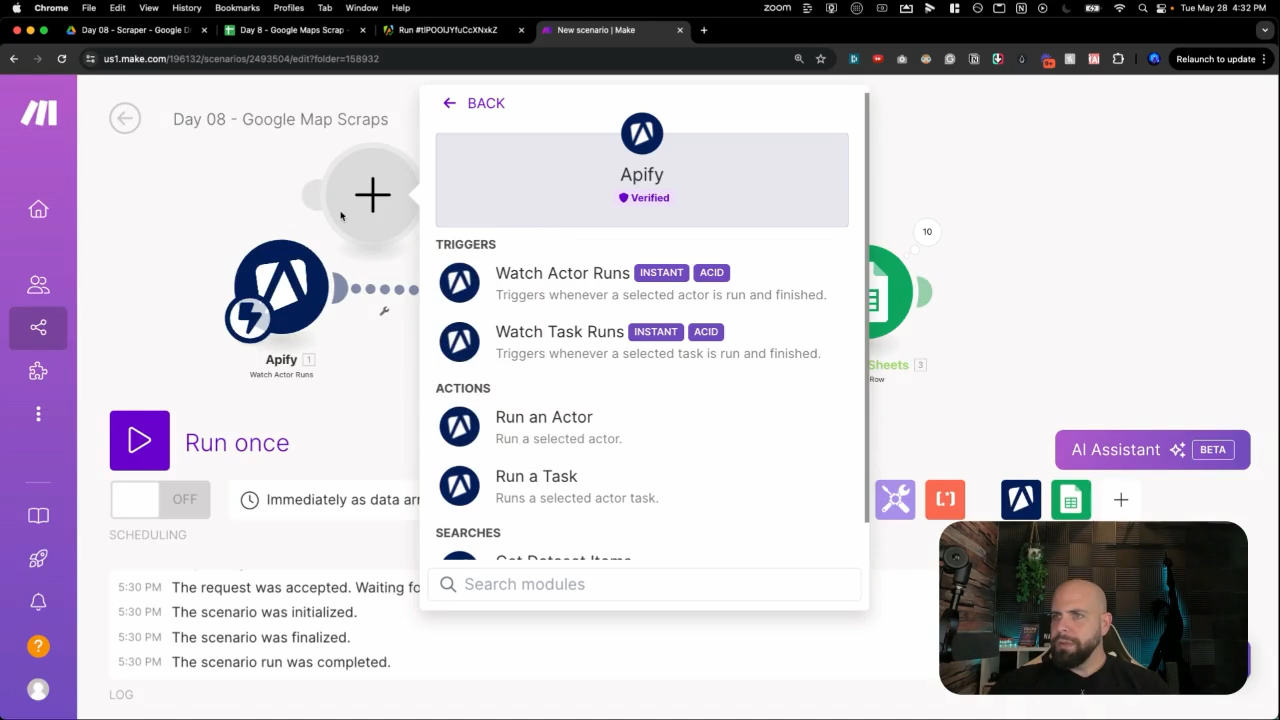 Chrome File Edit View History Bookmarks Profiles Tab Window Help
zoom
Tue May 28 4:32 PM
Day 08 - Scraper - Google D
Day 8 - Google Maps Scrap -
New scenario | Make
us1.make.com/196132/scenarios/2493504/edit?folder=158932
9+
Relaunch to update
Day 08 - Google Map Scraps
BACK
Apify
Verified
TRIGGERS
Watch Actor Runs INSTANT ACID
Triggers whenever a selected actor is run and finished.
Watch Task Runs INSTANT ACID
Triggers whenever a selected task is run and finished.
ACTIONS
Run an Actor
Run a selected actor.
Run a Task
Runs a selected actor task.
SEARCHES
Get Dataset Items
Search modules
Apify 1
Watch Actor Runs
10
Sheets 3
Row
Run once
OFF
Immediately as data arr
SCHEDULING
AI Assistant BETA
5:30 PM The request was accepted. Waiting fo
5:30 PM The scenario was initialized.
5:30 PM The scenario was finalized.
5:30 PM The scenario run was completed.
LOG